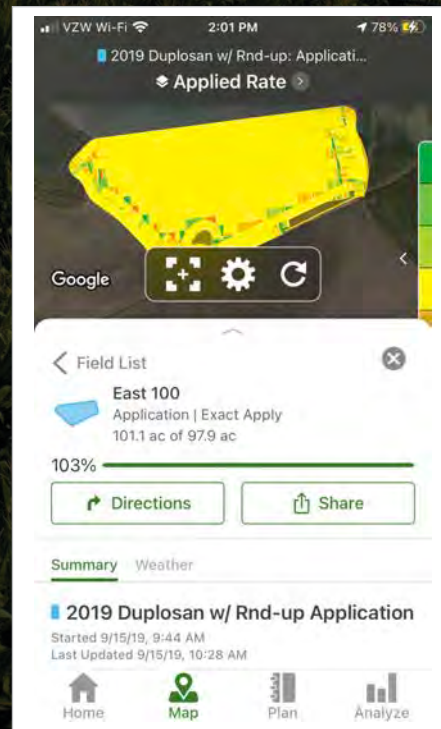 VZW Wi-Fi 2:01 PM 78%
2019 Duplosan w/ Rnd-up: Applicati...
Applied Rate
Google
Field List
East 100
Application | Exact Apply
101.1 ac of 97.9 ac
103%
Directions Share
Summary Weather
2019 Duplosan w/ Rnd-up Application
Started 9/15/19, 9:44 AM
Last Updated 9/15/19, 10:28 AM
Home Map Plan Analyze